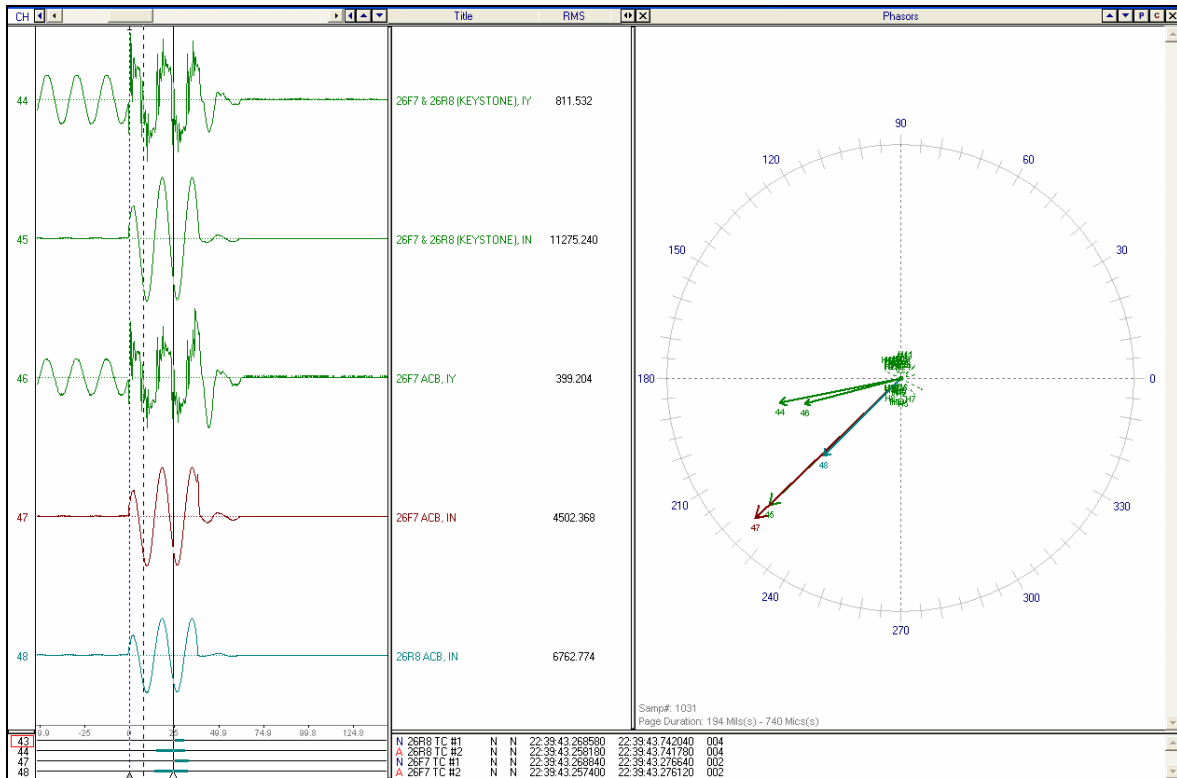 CH Title RMS Phasors P C
44 26F7 & 26R8 (KEYSTONE), IY 811.532
45 26F7 & 26R8 (KEYSTONE), IN 11275.240
46 26F7 ACB, IY 399.204
47 26F7 ACB, IN 4502.368
48 26R8 ACB, IN 6762.774
90
120 60
150 30
180 0
210 330
240 300
270
44 46
48
45
47
Samp#: 1031
Page Duration: 194 Mils(s) - 740 Mics(s)
9.9 -25 0 25 49.9 74.9 99.8 124.8
43 N 26R8 TC #1 N N 22:39:43.268580 22:39:43.742040 004
44 A 26R8 TC #2 N N 22:39:43.258180 22:39:43.741780 004
47 N 26F7 TC #1 N N 22:39:43.268840 22:39:43.276640 002
48 A 26F7 TC #2 N N 22:39:43.257400 22:39:43.276120 002